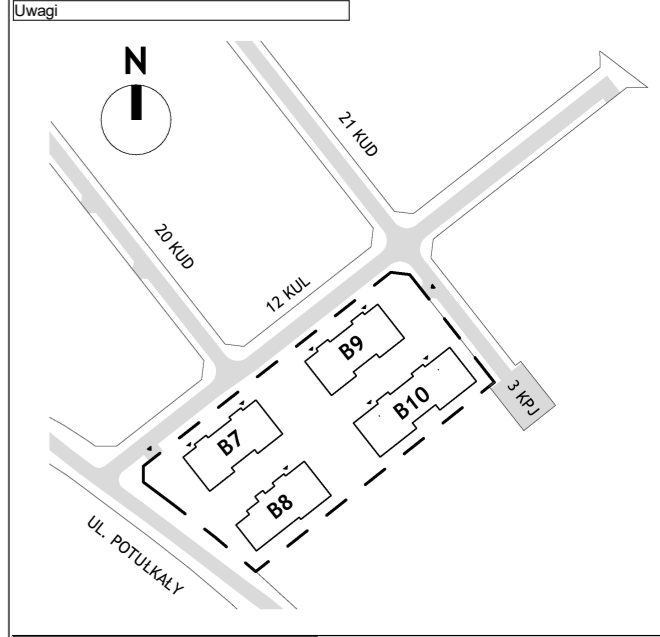 Uwagi
N
21 KUD
20 KUD
12 KUL
B9
B10
3 KPJ
B7
B8
UL. POTUŁKAŁY